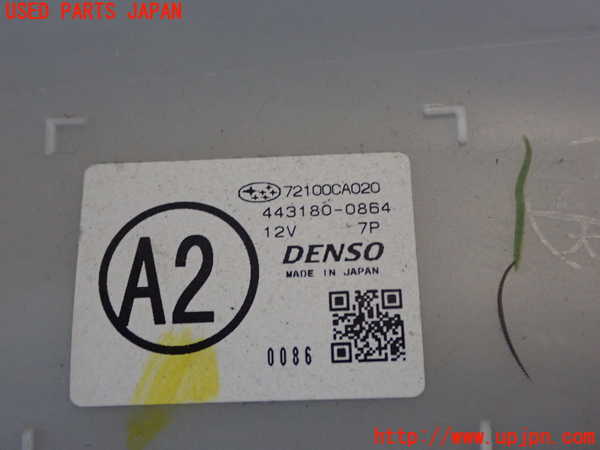 USED PARTS JAPAN
72100CA020
443180-0864
12V 7P
DENSO
MADE IN JAPAN
A2
0086
http://www.upjpn.com/